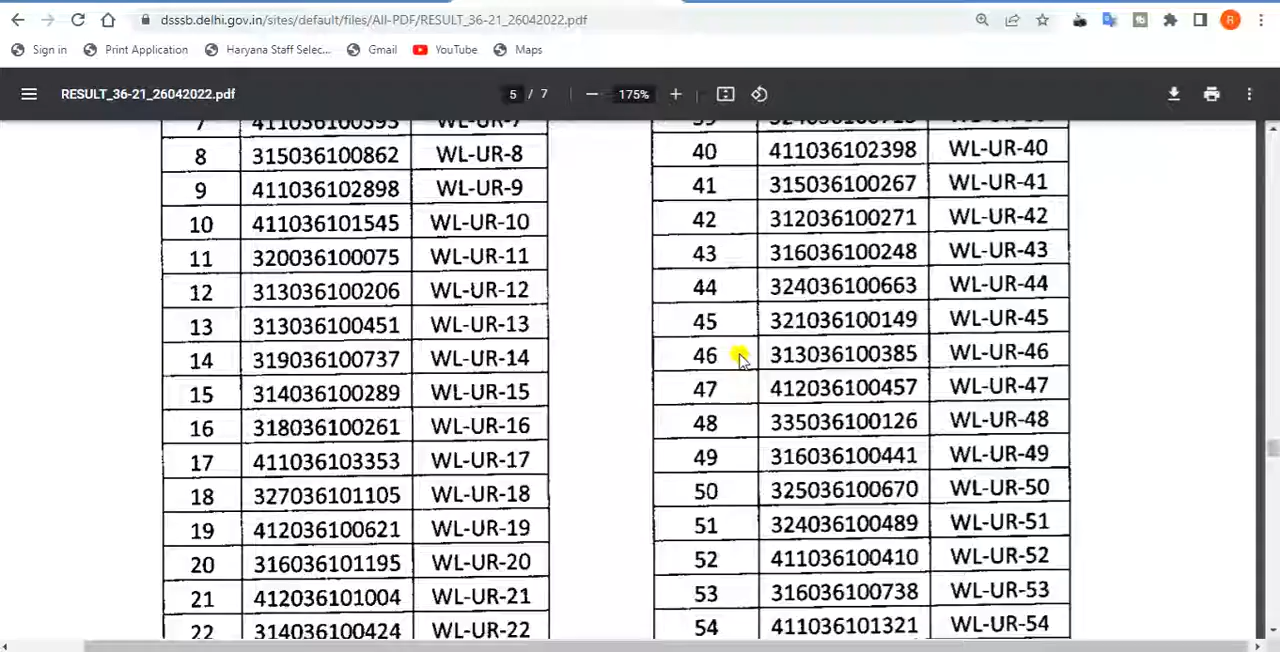 dsssb.delhi.gov.in/sites/default/files/All-PDF/RESULT_36-21_26042022.pdf
R
Sign in Print Application Haryana Staff Selec... Gmail YouTube Maps
RESULT_36-21_26042022.pdf 5 / 7 175%
7 411036100393 WL-UR-7
8 315036100862 WL-UR-8
9 411036102898 WL-UR-9
10 411036101545 WL-UR-10
11 320036100075 WL-UR-11
12 313036100206 WL-UR-12
13 313036100451 WL-UR-13
14 319036100737 WL-UR-14
15 314036100289 WL-UR-15
16 318036100261 WL-UR-16
17 411036103353 WL-UR-17
18 327036101105 WL-UR-18
19 412036100621 WL-UR-19
20 316036101195 WL-UR-20
21 412036101004 WL-UR-21
22 314036100424 WL-UR-22
40 411036102398 WL-UR-40
41 315036100267 WL-UR-41
42 312036100271 WL-UR-42
43 316036100248 WL-UR-43
44 324036100663 WL-UR-44
45 321036100149 WL-UR-45
46 313036100385 WL-UR-46
47 412036100457 WL-UR-47
48 335036100126 WL-UR-48
49 316036100441 WL-UR-49
50 325036100670 WL-UR-50
51 324036100489 WL-UR-51
52 411036100410 WL-UR-52
53 316036100738 WL-UR-53
54 411036101321 WL-UR-54